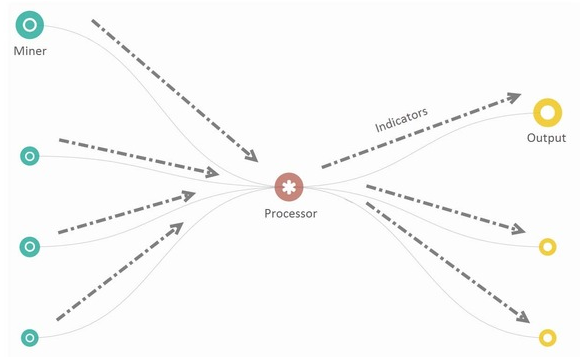 Miner
Indicators
Output
Processor